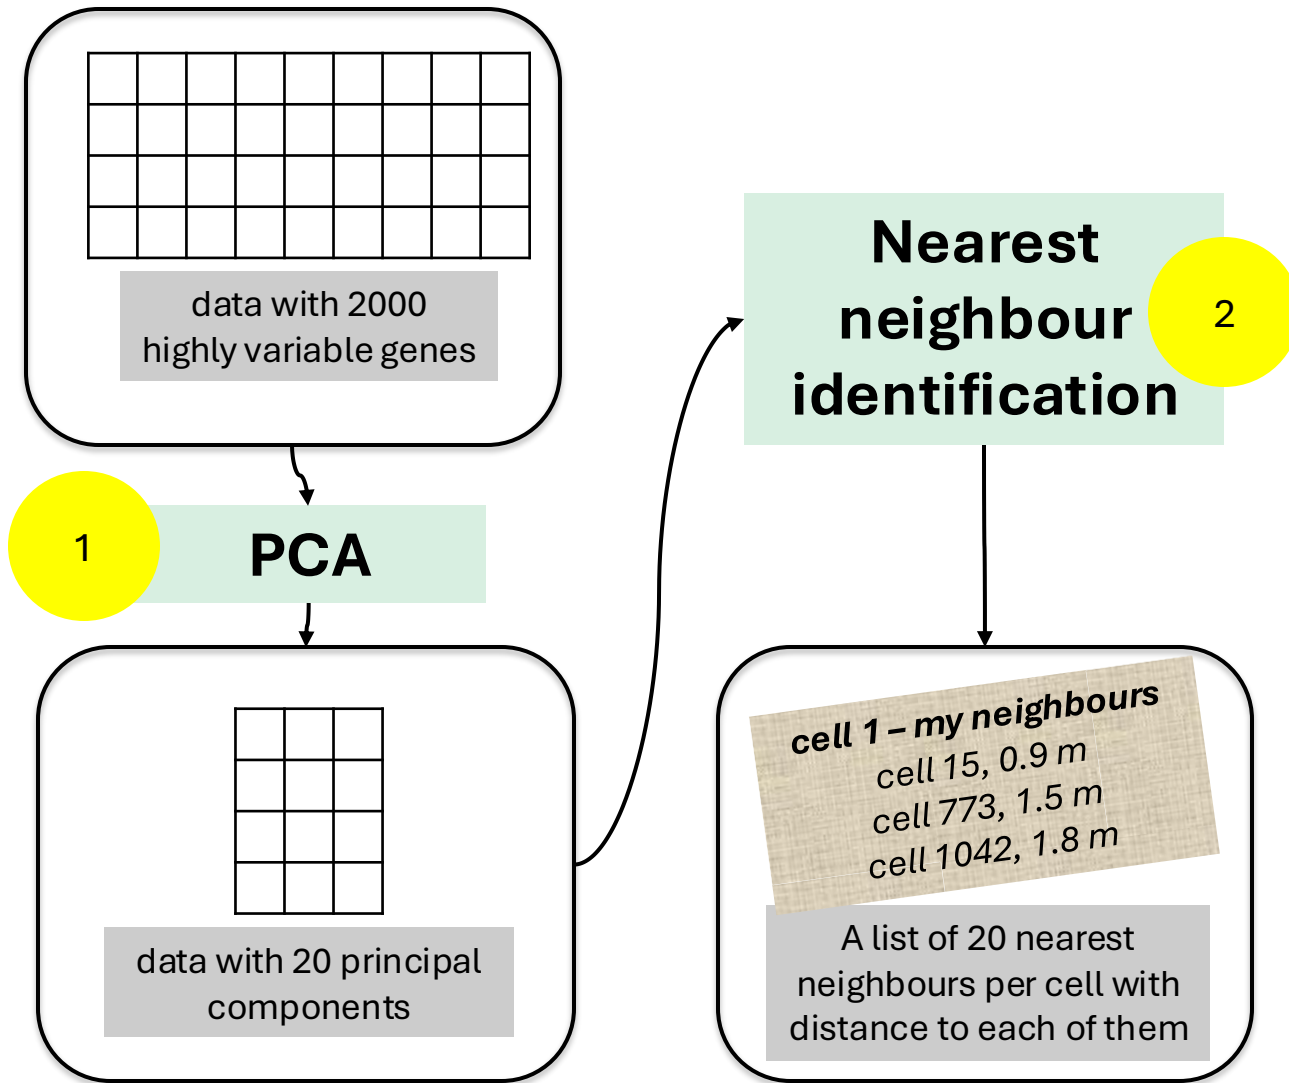 data with 2000
highly variable genes
1
PCA
data with 20 principal
components
Nearest
neighbour
identification
2
cell 1 – my neighbours
cell 15, 0.9 m
cell 773, 1.5 m
cell 1042, 1.8 m
A list of 20 nearest
neighbours per cell with
distance to each of them